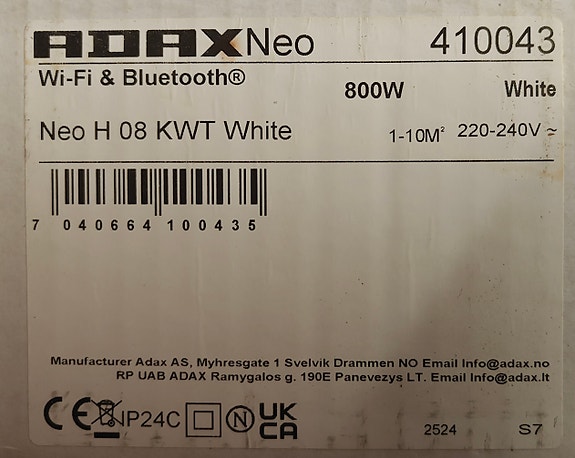 ADAX Neo 410043
Wi-Fi & Bluetooth®
800W White
Neo H 08 KWT White 1-10M² 220-240V ~
7 040664 100435
Manufacturer Adax AS, Myhresgate 1 Svelvik Drammen NO Email Info@adax.no
RP UAB ADAX Ramygalos g. 190E Panevezys LT. Email Info@adax.lt
CE IP24C N UK CA 2524 S7